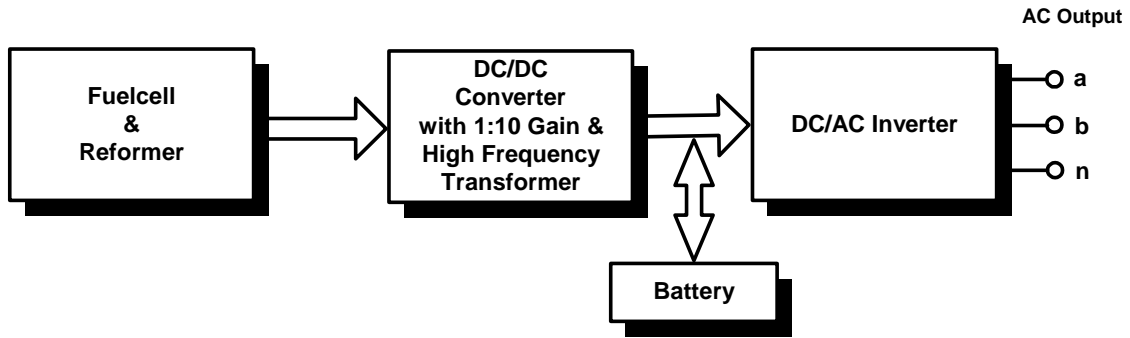 AC Output
Fuelcell
&
Reformer
DC/DC
Converter
with 1:10 Gain &
High Frequency
Transformer
DC/AC Inverter
a
b
n
Battery